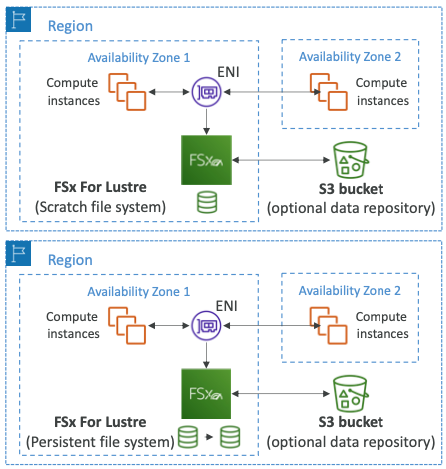 Region
Availability Zone 1
Availability Zone 2
ENI
Compute
instances
Compute
instances
FSx
FSx For Lustre
(Scratch file system)
S3 bucket
(optional data repository)
Region
Availability Zone 1
Availability Zone 2
ENI
Compute
instances
Compute
instances
FSx
FSx For Lustre
(Persistent file system)
S3 bucket
(optional data repository)